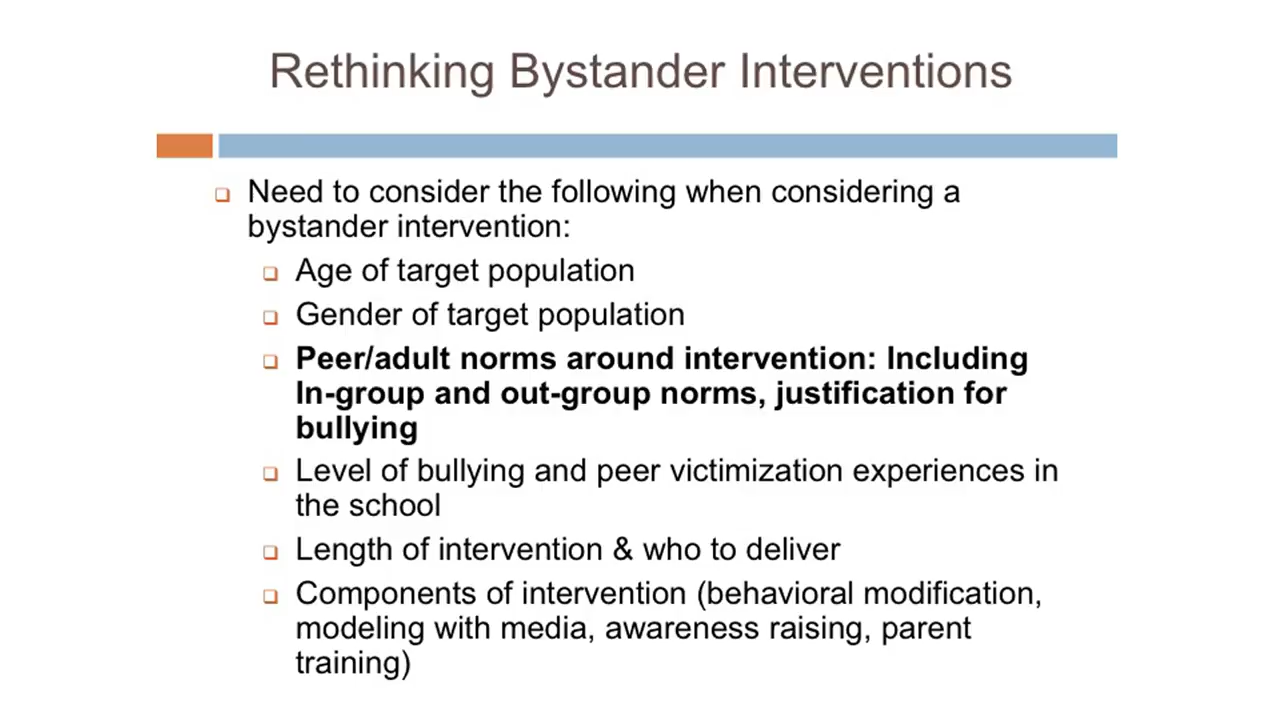 Rethinking Bystander Interventions
Need to consider the following when considering a
bystander intervention:
Age of target population
Gender of target population
Peer/adult norms around intervention: Including
In-group and out-group norms, justification for
bullying
Level of bullying and peer victimization experiences in
the school
Length of intervention & who to deliver
Components of intervention (behavioral modification,
modeling with media, awareness raising, parent
training)